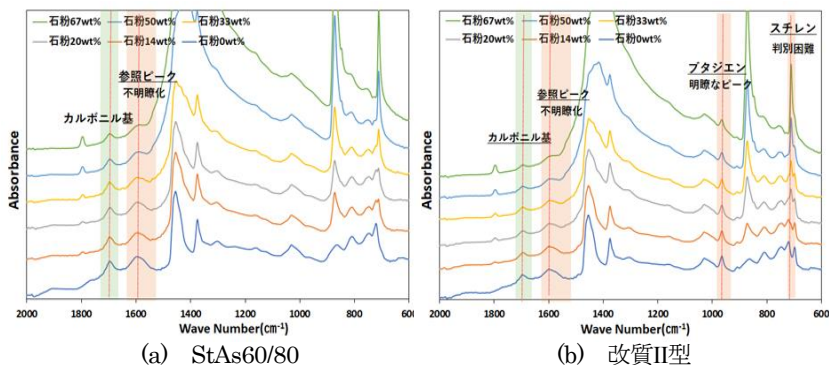 石粉67wt% 石粉50wt% 石粉33wt%
石粉20wt% 石粉14wt% 石粉0wt%
参照ピーク
不明瞭化
カルボニル基
Absorbance
2000 1800 1600 1400 1200 1000 800 600
Wave Number(cm⁻¹)
(a) StAs60/80
石粉67wt% 石粉50wt% 石粉33wt%
石粉20wt% 石粉14wt% 石粉0wt%
スチレン
判別困難
ブタジエン
明瞭なピーク
参照ピーク
不明瞭化
カルボニル基
Absorbance
2000 1800 1600 1400 1200 1000 800 600
Wave Number(cm⁻¹)
(b) 改質II型